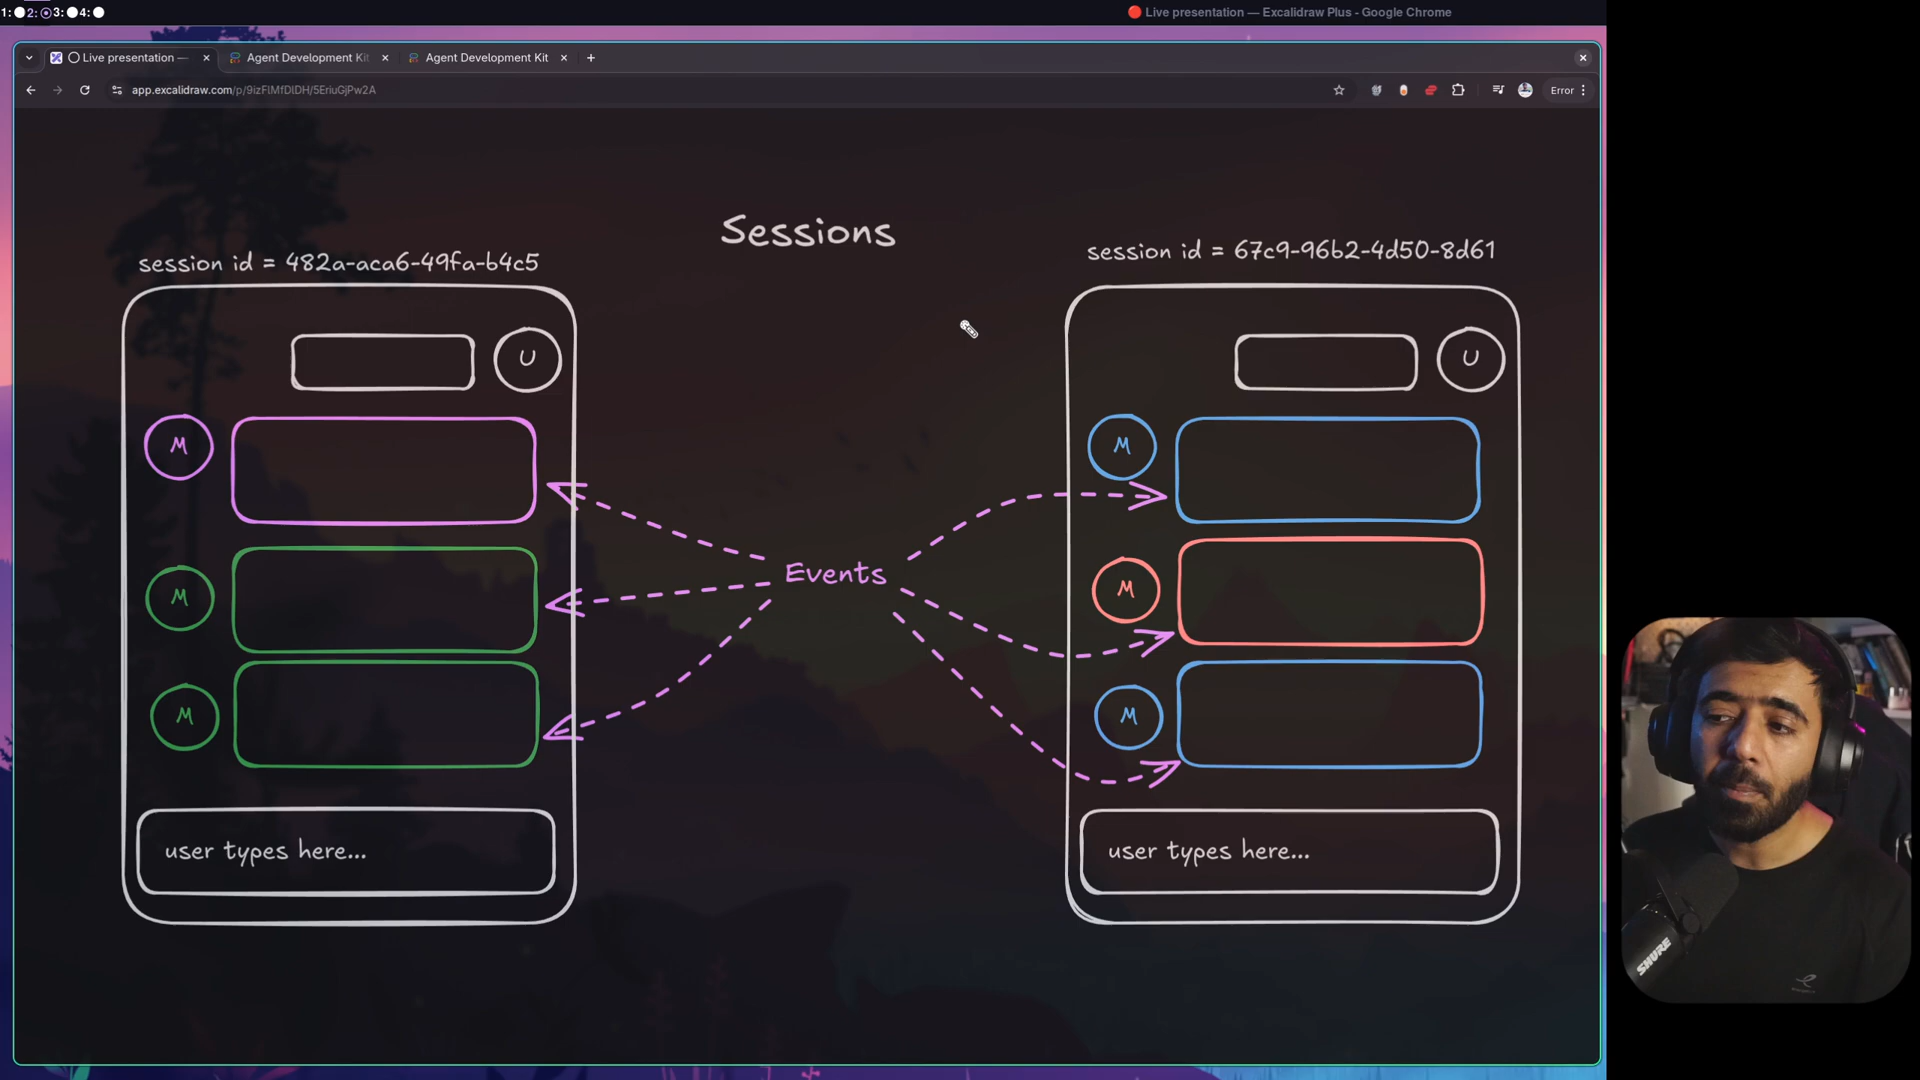 1: 2: 3: 4:
Live presentation — Excalidraw Plus - Google Chrome
Live presentation —
Agent Development Kit
Agent Development Kit
app.excalidraw.com/p/9izFlMfDIDH/5EriuGjPw2A
Error
Sessions
session id = 482a-aca6-49fa-b4c5
session id = 67c9-96b2-4d50-8d61
U
U
M
M
M
M
Events
M
M
user types here...
user types here...
SHURE